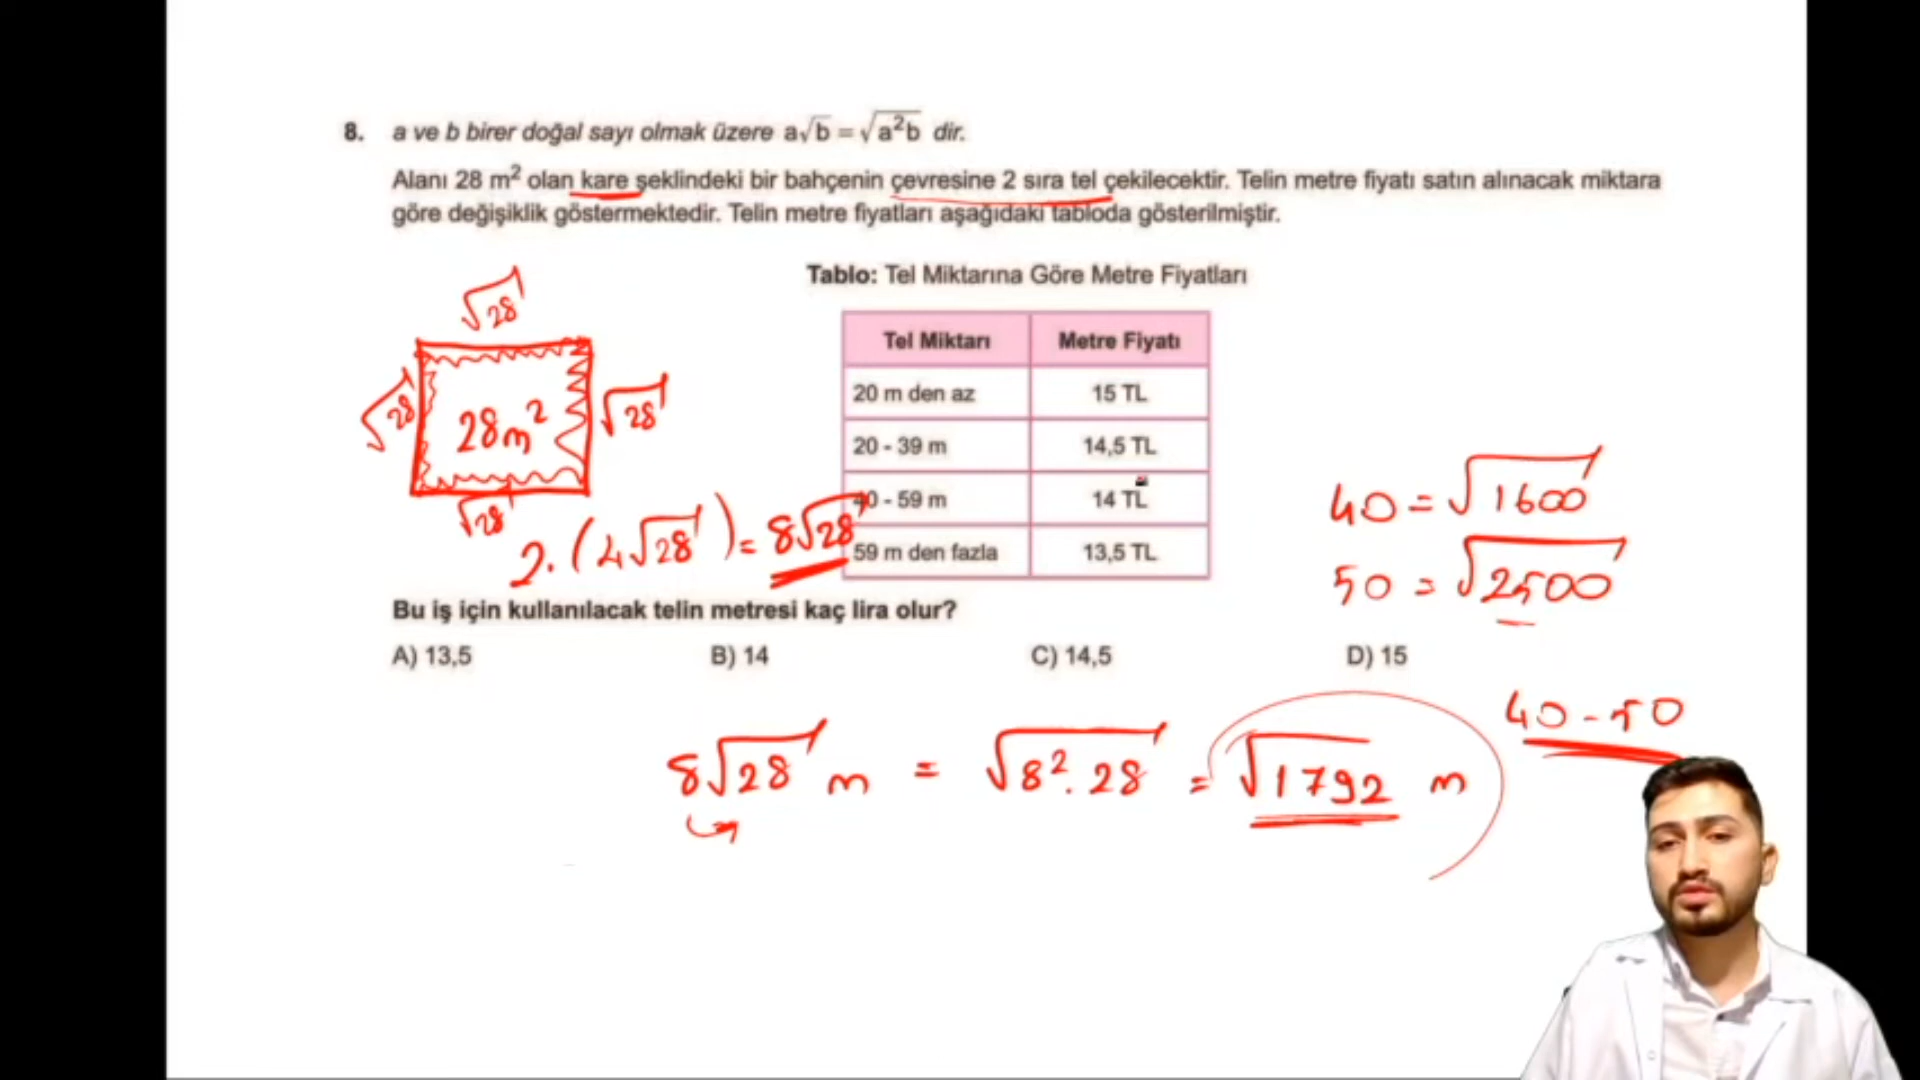 8. a ve b birer doğal sayı olmak üzere a√b = √a²b dir.
Alanı 28 m² olan kare şeklindeki bir bahçenin çevresine 2 sıra tel çekilecektir. Telin metre fiyatı satın alınacak miktara
göre değişiklik göstermektedir. Telin metre fiyatları aşağıdaki tabloda gösterilmiştir.
Tablo: Tel Miktarına Göre Metre Fiyatları
Tel Miktarı Metre Fiyatı
20 m den az 15 TL
20 - 39 m 14,5 TL
40 - 59 m 14 TL
59 m den fazla 13,5 TL
√28
√28
28m²
√28
√28
2.(4√28) = 8√28
40 = √1600
50 = √2500
Bu iş için kullanılacak telin metresi kaç lira olur?
A) 13,5 B) 14 C) 14,5 D) 15
40 - 50
8√28 m = √8².28 = √1792 m